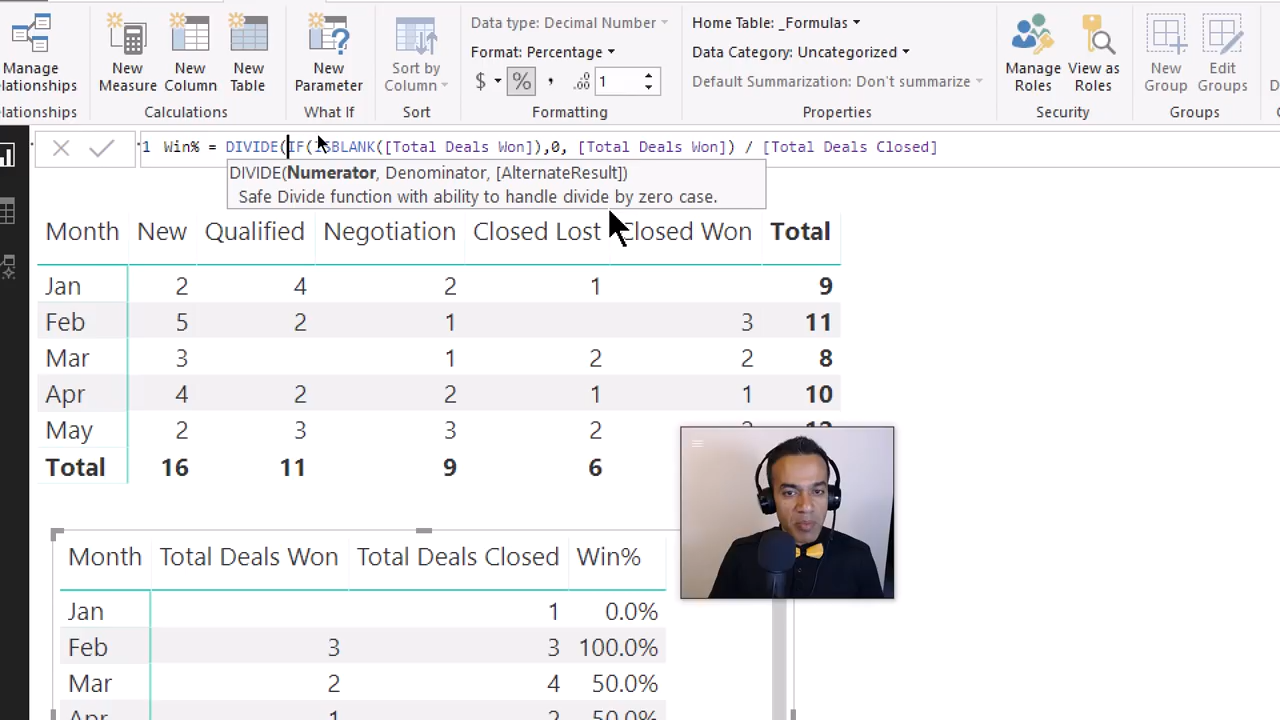 Manage
Relationships
New
Measure
New
Column
New
Table
New
Parameter
Sort by
Column
Data type: Decimal Number
Format: Percentage
$ % , .00 1
Home Table: _Formulas
Data Category: Uncategorized
Default Summarization: Don't summarize
Manage
Roles
View as
Roles
New
Group
Edit
Groups
elationships
Calculations
What If
Sort
Formatting
Properties
Security
Groups
1 Win% = DIVIDE(IF(ISBLANK([Total Deals Won]),0, [Total Deals Won]) / [Total Deals Closed]
DIVIDE(Numerator, Denominator, [AlternateResult])
Safe Divide function with ability to handle divide by zero case.
Month New Qualified Negotiation Closed Lost Closed Won Total
Jan 2 4 2 1 9
Feb 5 2 1 3 11
Mar 3 1 2 2 8
Apr 4 2 2 1 1 10
May 2 3 3 2
Total 16 11 9 6
Month Total Deals Won Total Deals Closed Win%
Jan 1 0.0%
Feb 3 3 100.0%
Mar 2 4 50.0%
Apr 1 2 50.0%